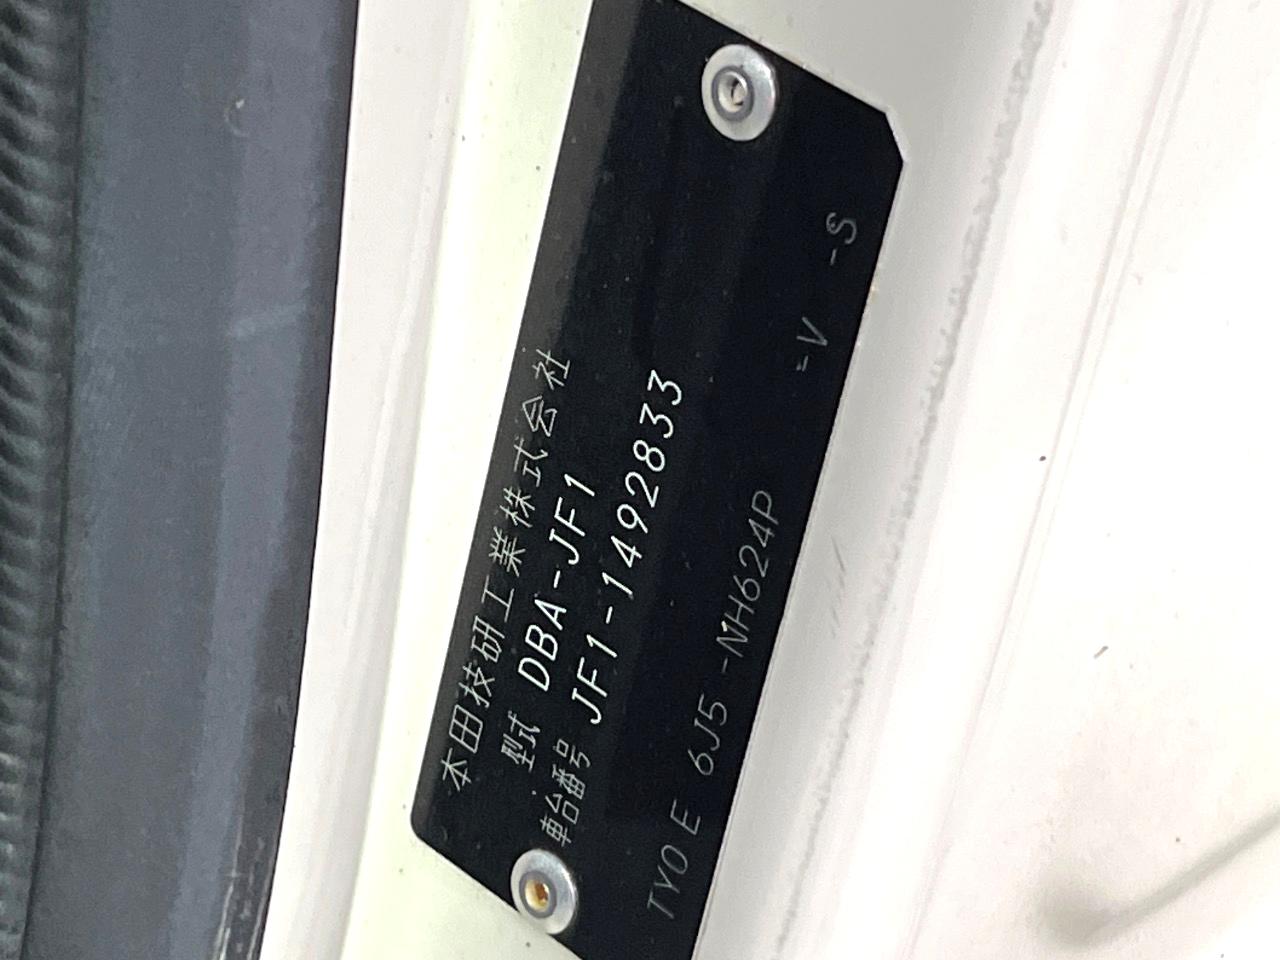 本田技研工業株式会社
型式 DBA-JF1
車台番号 JF1-1492833
TYO E 6J5 -NH624P =V -S